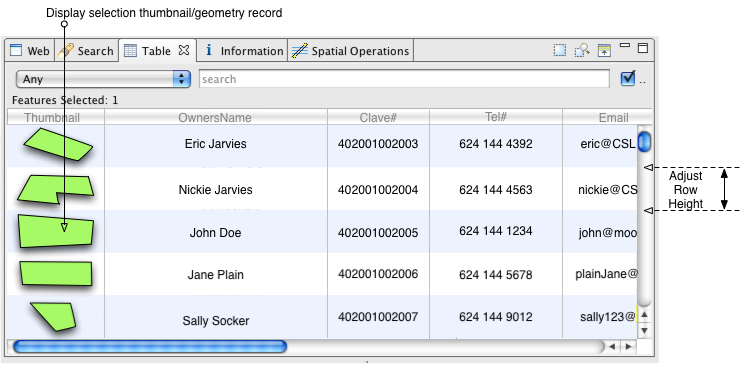 Display selection thumbnail/geometry record
Web Search Table Information Spatial Operations
Any search ..
Features Selected: 1
Thumbnail OwnersName Clave# Tel# Email
Eric Jarvies 402001002003 624 144 4392 eric@CSL
Nickie Jarvies 402001002004 624 144 4563 nickie@CS
John Doe 402001002005 624 144 1234 john@moo
Jane Plain 402001002006 624 144 5678 plainJane@
Sally Socker 402001002007 624 144 9012 sally123@
Adjust
Row
Height